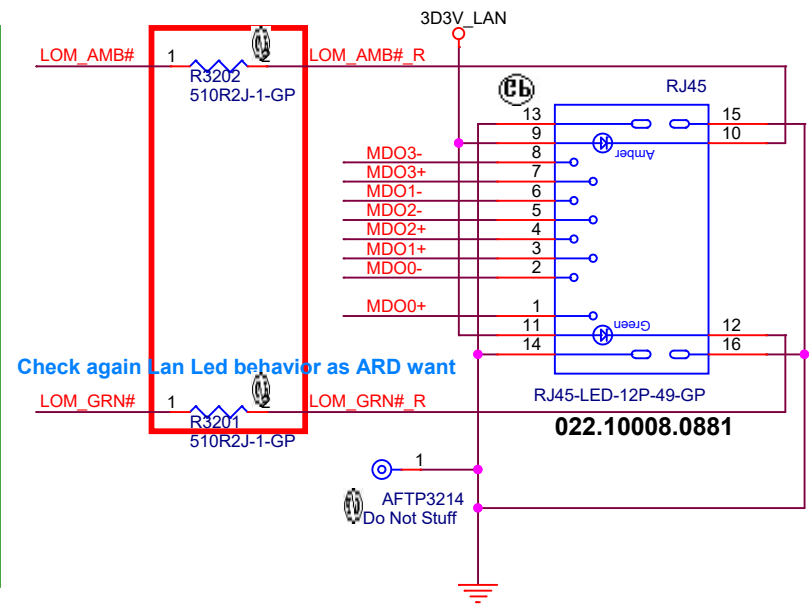 3D3V_LAN
LOM_AMB#
1
2
LOM_AMB#_R
R3202
510R2J-1-GP
RJ45
13
15
9
10
Amber
MDO3-
8
MDO3+
7
MDO1-
6
MDO2-
5
MDO2+
4
MDO1+
3
MDO0-
2
MDO0+
1
11
12
Green
14
16
Check again Lan Led behavior as ARD want
RJ45-LED-12P-49-GP
022.10008.0881
LOM_GRN#
1
2
LOM_GRN#_R
R3201
510R2J-1-GP
1
AFTP3214
Do Not Stuff